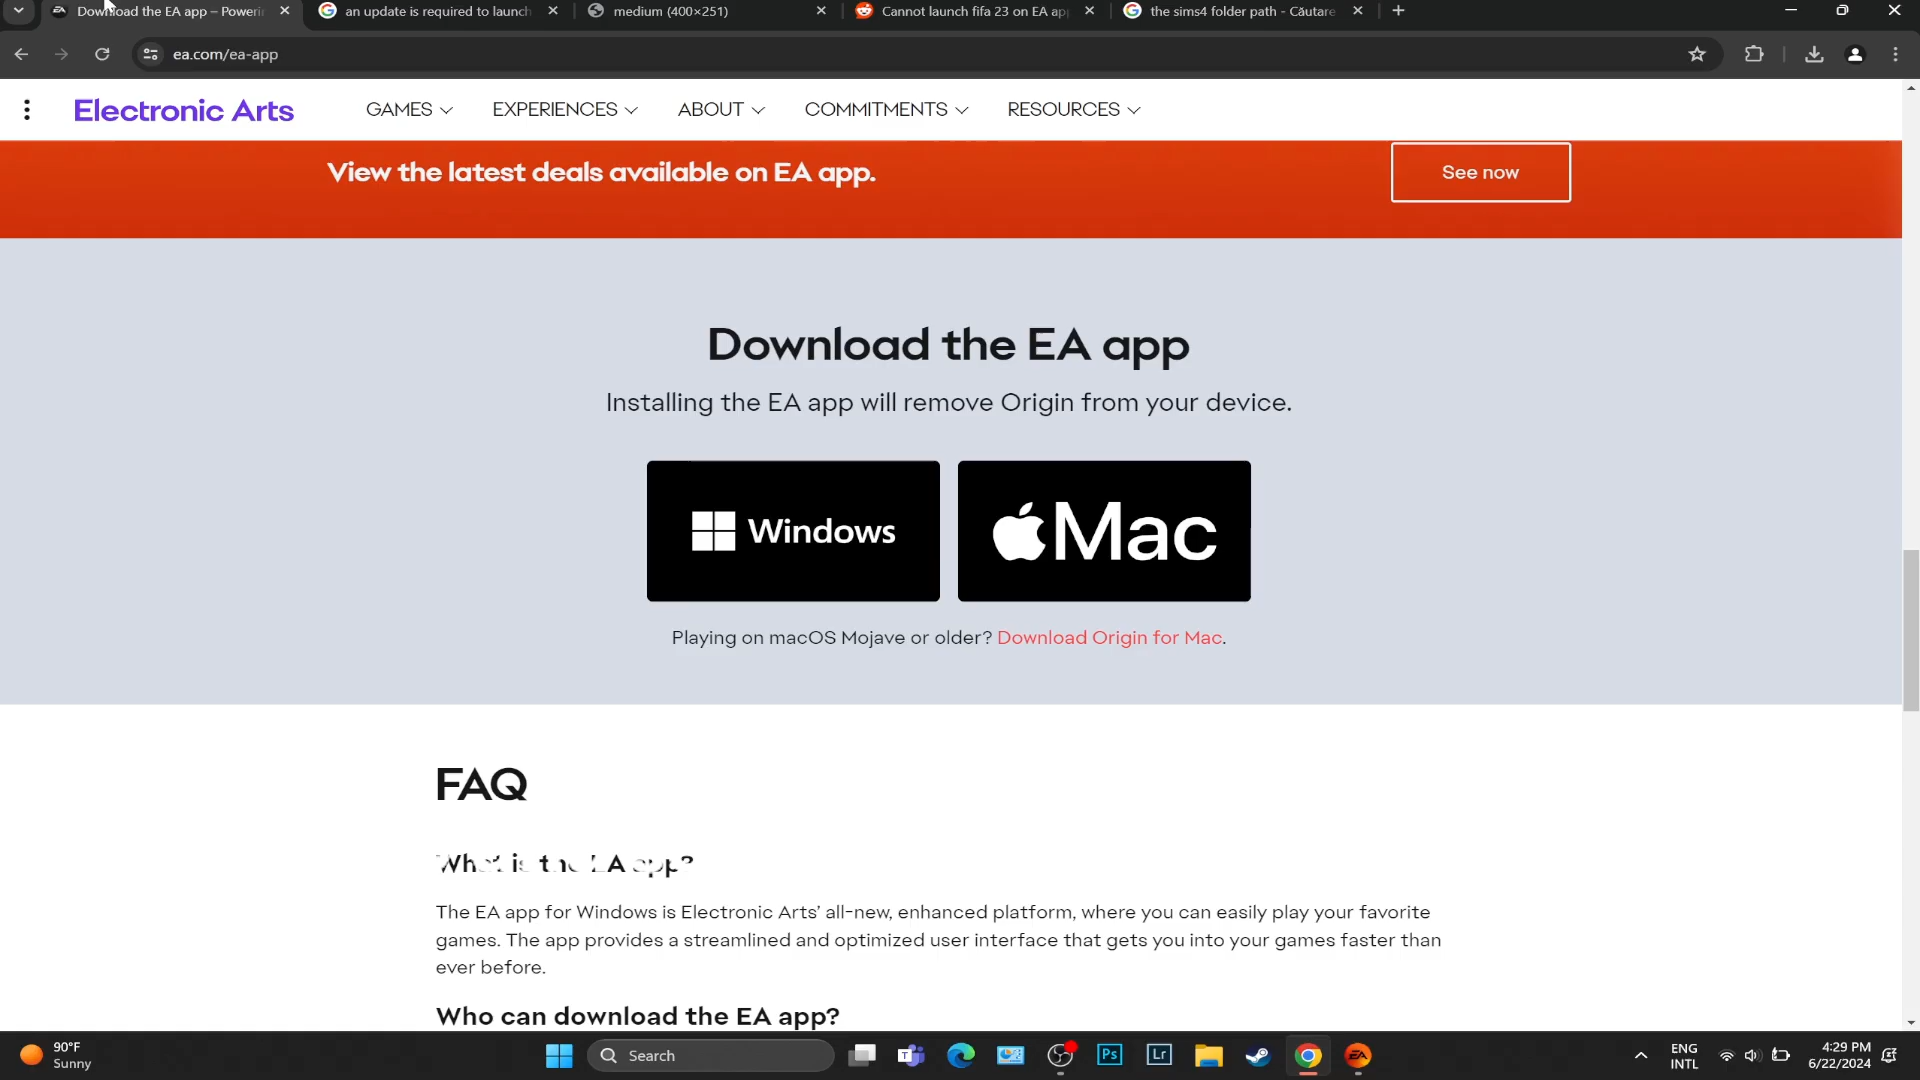 Download the EA app – Powerin
an update is required to launch
medium (400×251)
Cannot launch fifa 23 on EA app
the sims4 folder path - Căutare
ea.com/ea-app
Electronic Arts
GAMES
EXPERIENCES
ABOUT
COMMITMENTS
RESOURCES
View the latest deals available on EA app.
See now
Download the EA app
Installing the EA app will remove Origin from your device.
Windows
Mac
Playing on macOS Mojave or older? Download Origin for Mac.
FAQ
What is the EA app?
The EA app for Windows is Electronic Arts’ all-new, enhanced platform, where you can easily play your favorite
games. The app provides a streamlined and optimized user interface that gets you into your games faster than
ever before.
Who can download the EA app?
90°F
Sunny
Search
T
Ps
Lr
EA
ENG
INTL
4:29 PM
6/22/2024